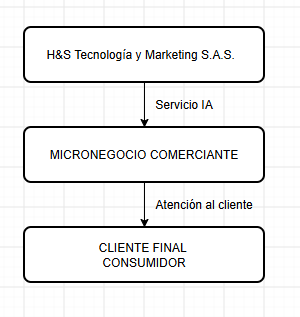 H&S Tecnología y Marketing S.A.S.
Servicio IA
MICRONEGOCIO COMERCIANTE
Atención al cliente
CLIENTE FINAL
CONSUMIDOR